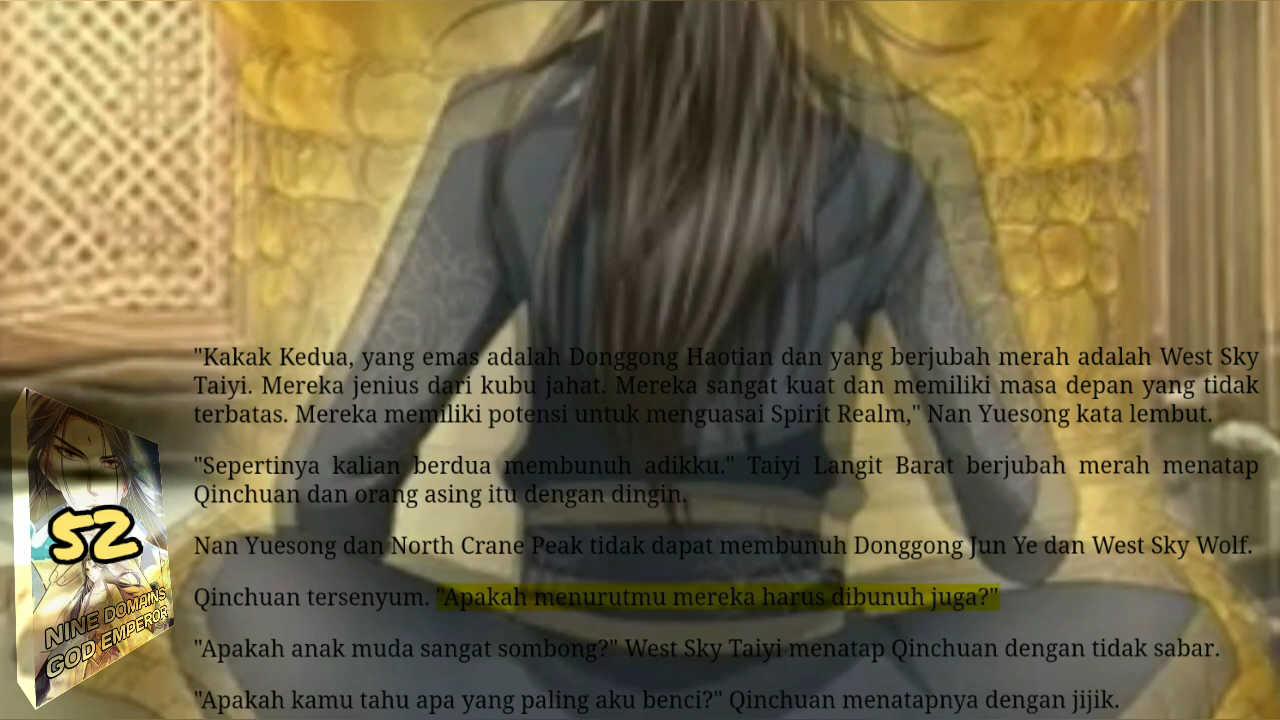 "Kakak Kedua, yang emas adalah Donggong Haotian dan yang berjubah merah adalah West Sky
Taiyi. Mereka jenius dari kubu jahat. Mereka sangat kuat dan memiliki masa depan yang tidak
terbatas. Mereka memiliki potensi untuk menguasai Spirit Realm," Nan Yuesong kata lembut.
"Sepertinya kalian berdua membunuh adikku." Taiyi Langit Barat berjubah merah menatap
Qinchuan dan orang asing itu dengan dingin.
Nan Yuesong dan North Crane Peak tidak dapat membunuh Donggong Jun Ye dan West Sky Wolf.
Qinchuan tersenyum. "Apakah menurutmu mereka harus dibunuh juga?"
"Apakah anak muda sangat sombong?" West Sky Taiyi menatap Qinchuan dengan tidak sabar.
"Apakah kamu tahu apa yang paling aku benci?" Qinchuan menatapnya dengan jijik.
52
NINE DOMAINS
GOD EMPEROR